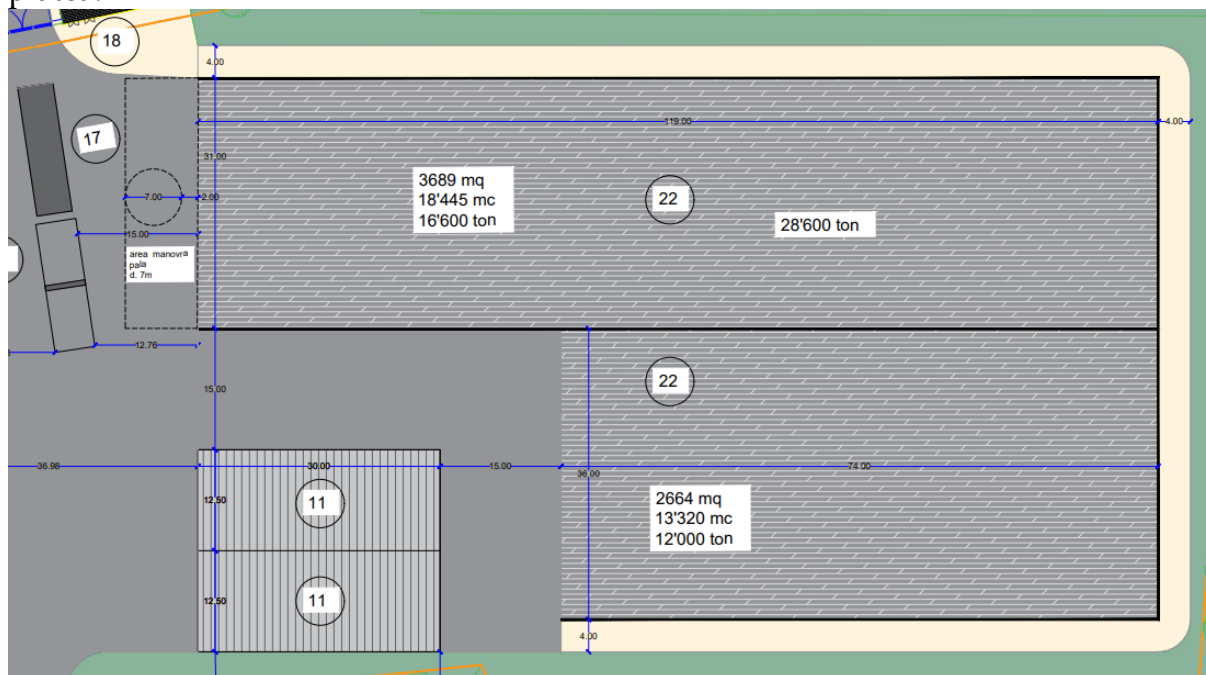 18
4.00
119.00
4.00
17
31.00
3689 mq
18'445 mc
16'600 ton
22
28'600 ton
7.00
2.00
15.00
area manovra
pala
d. 7m
12.76
15.00
22
36.98
30.00
15.00
36.00
74.00
12.50
11
2664 mq
13'320 mc
12'000 ton
12.50
11
4.00